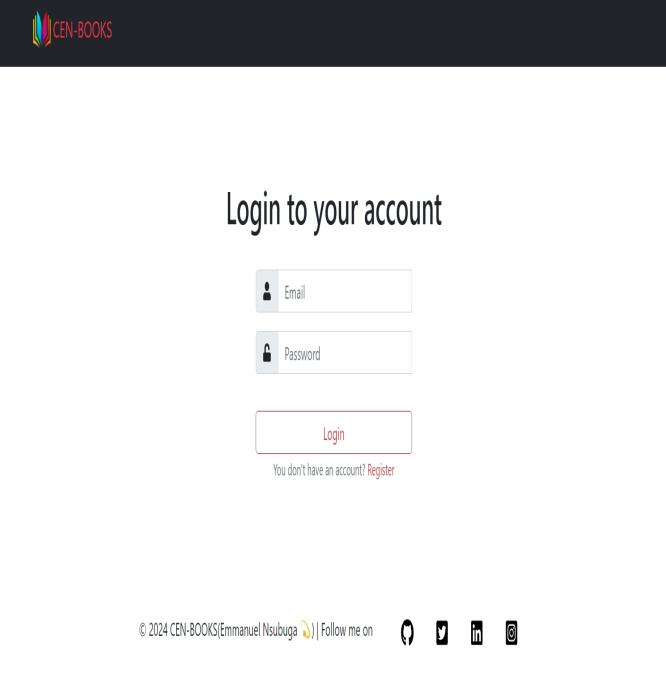 CEN-BOOKS
Login to your account
Email
Password
Login
You don't have an account? Register
© 2024 CEN-BOOKS(Emmanuel Nsubuga 💫) | Follow me on